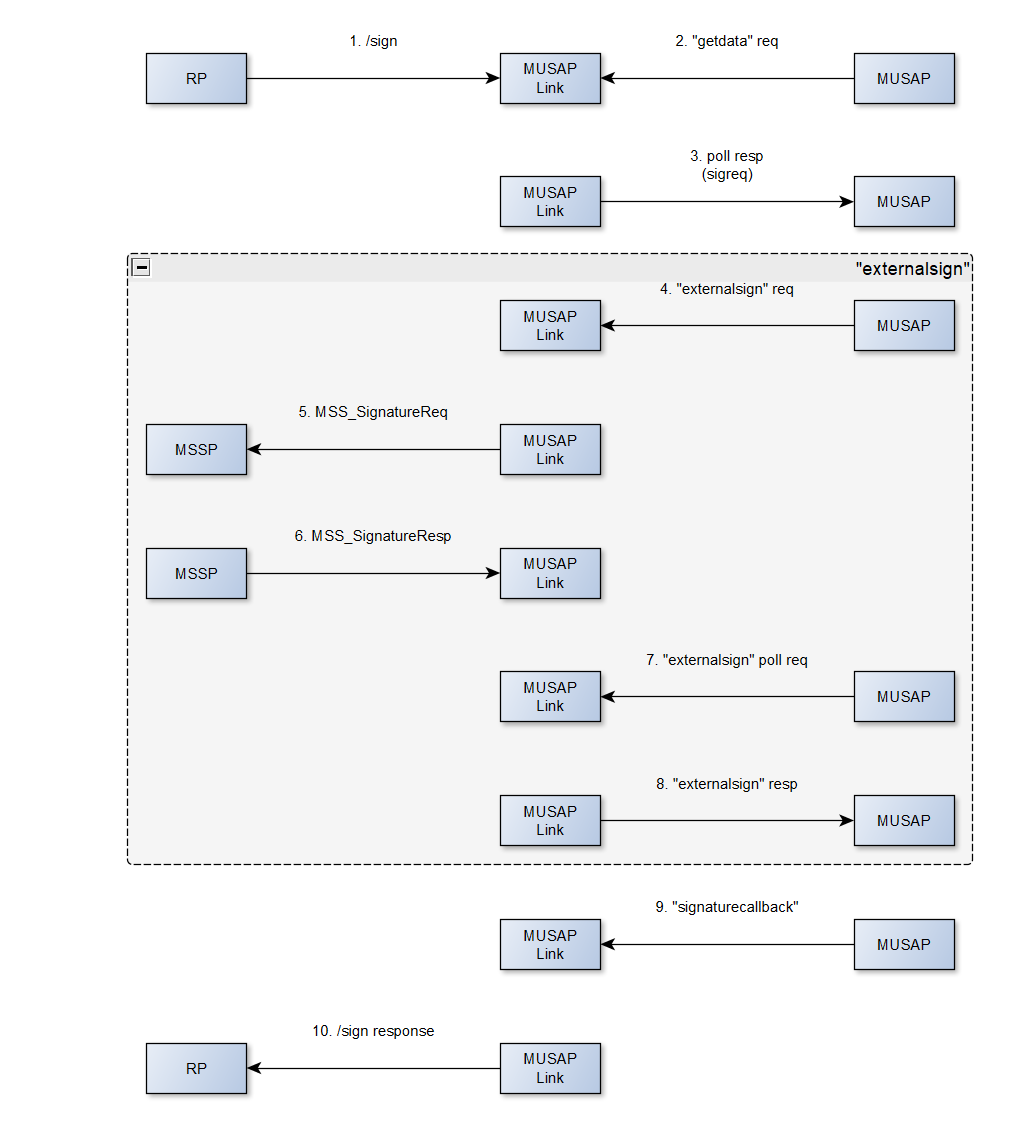 1. /sign
2. "getdata" req
RP
MUSAP
Link
MUSAP
3. poll resp
(sigreq)
MUSAP
Link
MUSAP
"externalsign"
4. "externalsign" req
MUSAP
Link
MUSAP
5. MSS_SignatureReq
MSSP
MUSAP
Link
6. MSS_SignatureResp
MSSP
MUSAP
Link
7. "externalsign" poll req
MUSAP
Link
MUSAP
8. "externalsign" resp
MUSAP
Link
MUSAP
9. "signaturecallback"
MUSAP
Link
MUSAP
10. /sign response
RP
MUSAP
Link